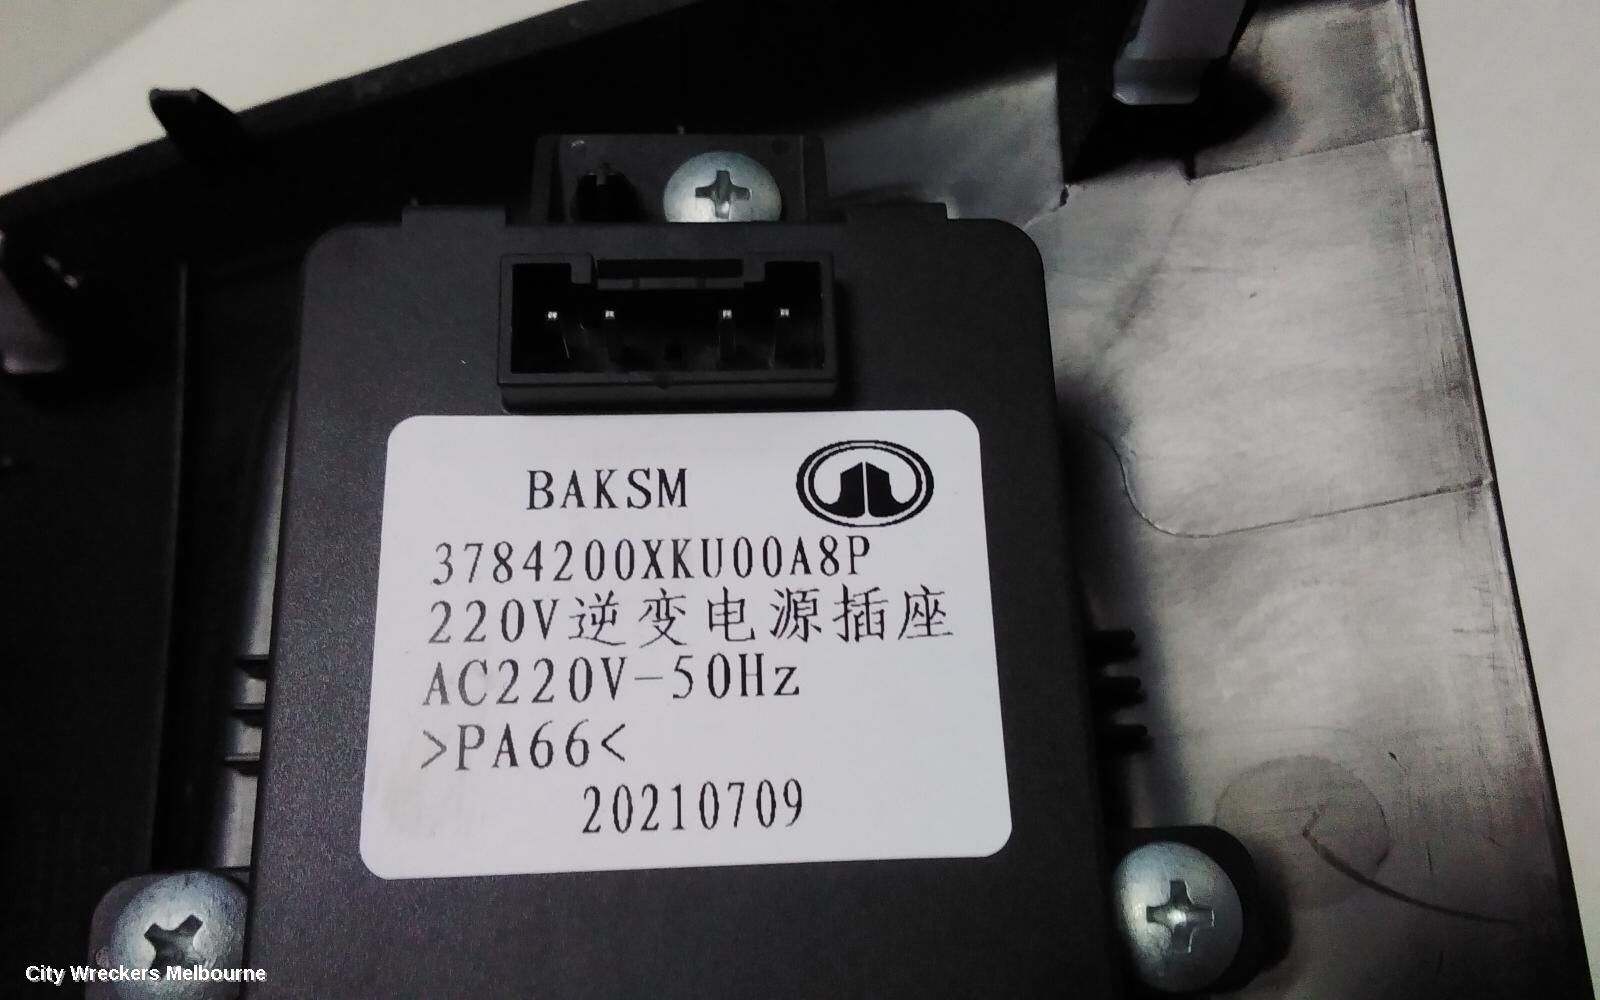 BAKSM
3784200XKU00A8P
220V逆变电源插座
AC220V-50Hz
>PA66<
20210709
City Wreckers Melbourne